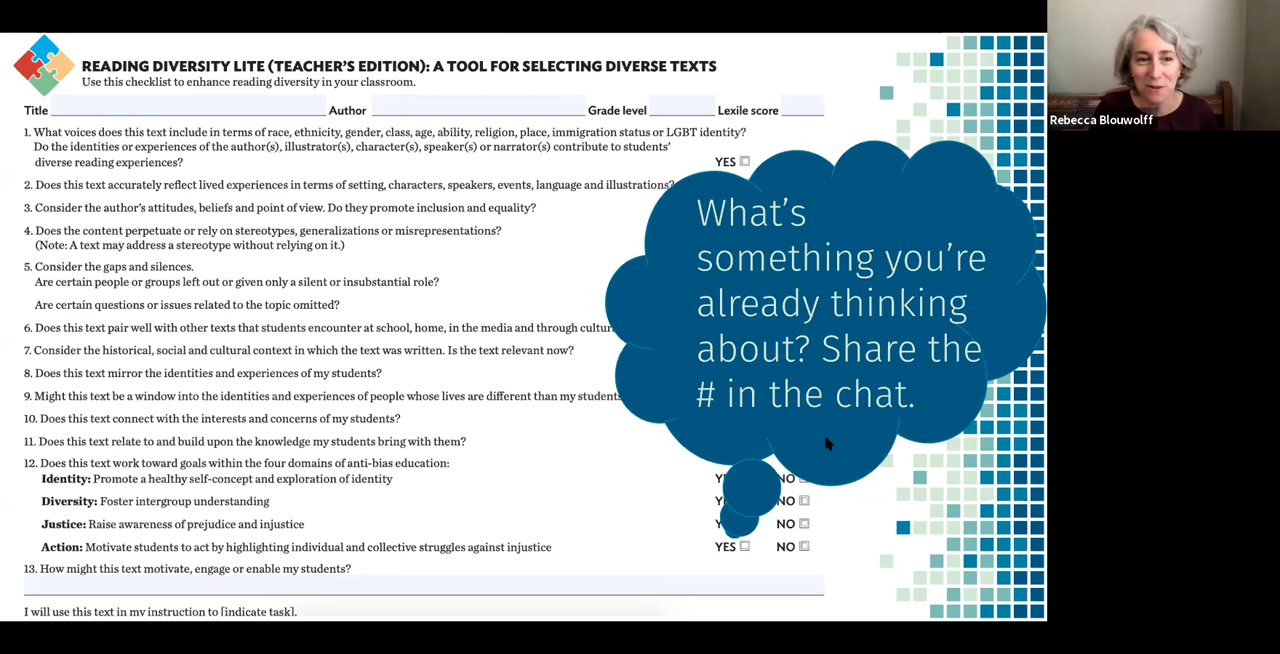 READING DIVERSITY LITE (TEACHER'S EDITION): A TOOL FOR SELECTING DIVERSE TEXTS
Use this checklist to enhance reading diversity in your classroom.
Title Author Grade level Lexile score
1. What voices does this text include in terms of race, ethnicity, gender, class, age, ability, religion, place, immigration status or LGBT identity?
Do the identities or experiences of the author(s), illustrator(s), character(s), speaker(s) or narrator(s) contribute to students'
diverse reading experiences?
YES
2. Does this text accurately reflect lived experiences in terms of setting, characters, speakers, events, language and illustrations?
3. Consider the author's attitudes, beliefs and point of view. Do they promote inclusion and equality?
4. Does the content perpetuate or rely on stereotypes, generalizations or misrepresentations?
(Note: A text may address a stereotype without relying on it.)
5. Consider the gaps and silences.
Are certain people or groups left out or given only a silent or insubstantial role?
Are certain questions or issues related to the topic omitted?
6. Does this text pair well with other texts that students encounter at school, home, in the media and through
7. Consider the historical, social and cultural context in which the text was written. Is the text relevant now?
8. Does this text mirror the identities and experiences of my students?
9. Might this text be a window into the identities and experiences of people whose lives are different than my
10. Does this text connect with the interests and concerns of my students?
11. Does this text relate to and build upon the knowledge my students bring with them?
12. Does this text work toward goals within the four domains of anti-bias education:
Identity: Promote a healthy self-concept and exploration of identity NO
Diversity: Foster intergroup understanding NO
Justice: Raise awareness of prejudice and injustice NO
Action: Motivate students to act by highlighting individual and collective struggles against injustice YES NO
13. How might this text motivate, engage or enable my students?
I will use this text in my instruction to [indicate task].
What's
something you're
already thinking
about? Share the
# in the chat.
Rebecca Blouwolff